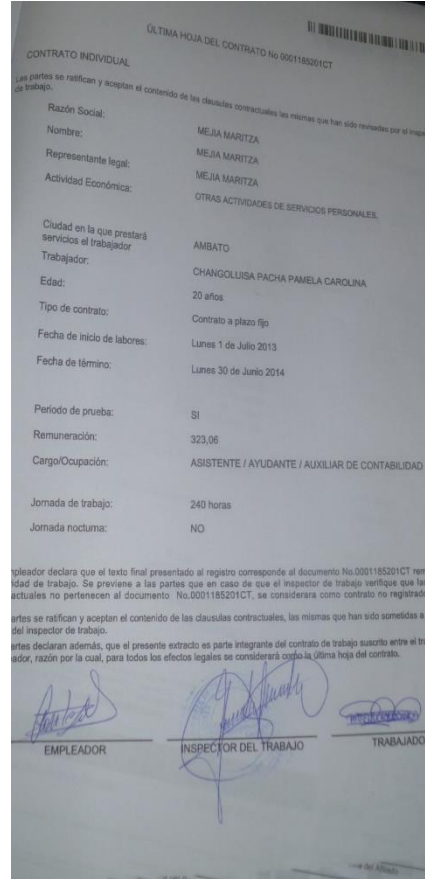 ÚLTIMA HOJA DEL CONTRATO No 0001185201CT
CONTRATO INDIVIDUAL
Las partes se ratifican y aceptan el contenido de las clausulas contractuales las mismas que han sido revisadas por el
de trabajo.
Razón Social: MEJIA MARITZA
Nombre: MEJIA MARITZA
Representante legal: MEJIA MARITZA
Actividad Económica: OTRAS ACTIVIDADES DE SERVICIOS PERSONALES.
Ciudad en la que prestará
servicios el trabajador AMBATO
Trabajador: CHANGOLUISA PACHA PAMELA CAROLINA
Edad: 20 años
Tipo de contrato: Contrato a plazo fijo
Fecha de inicio de labores: Lunes 1 de Julio 2013
Fecha de término: Lunes 30 de Junio 2014
Periodo de prueba: SI
Remuneración: 323,06
Cargo/Ocupación: ASISTENTE / AYUDANTE / AUXILIAR DE CONTABILIDAD
Jornada de trabajo: 240 horas
Jornada nocturna: NO
pleador declara que el texto final presentado al registro corresponde al documento No.0001185201CT rem
idad de trabajo. Se previene a las partes que en caso de que el inspector de trabajo verifique que la
actuales no pertenecen al documento No.0001185201CT, se considerara como contrato no registrado
artes se ratifican y aceptan el contenido de las clausulas contractuales, las mismas que han sido sometidas a
del inspector de trabajo.
artes declaran además, que el presente extracto es parte integrante del contrato de trabajo suscrito entre el tr
eador, razón por la cual, para todos los efectos legales se considerará como la última hoja del contrato.
EMPLEADOR INSPECTOR DEL TRABAJO TRABAJADO